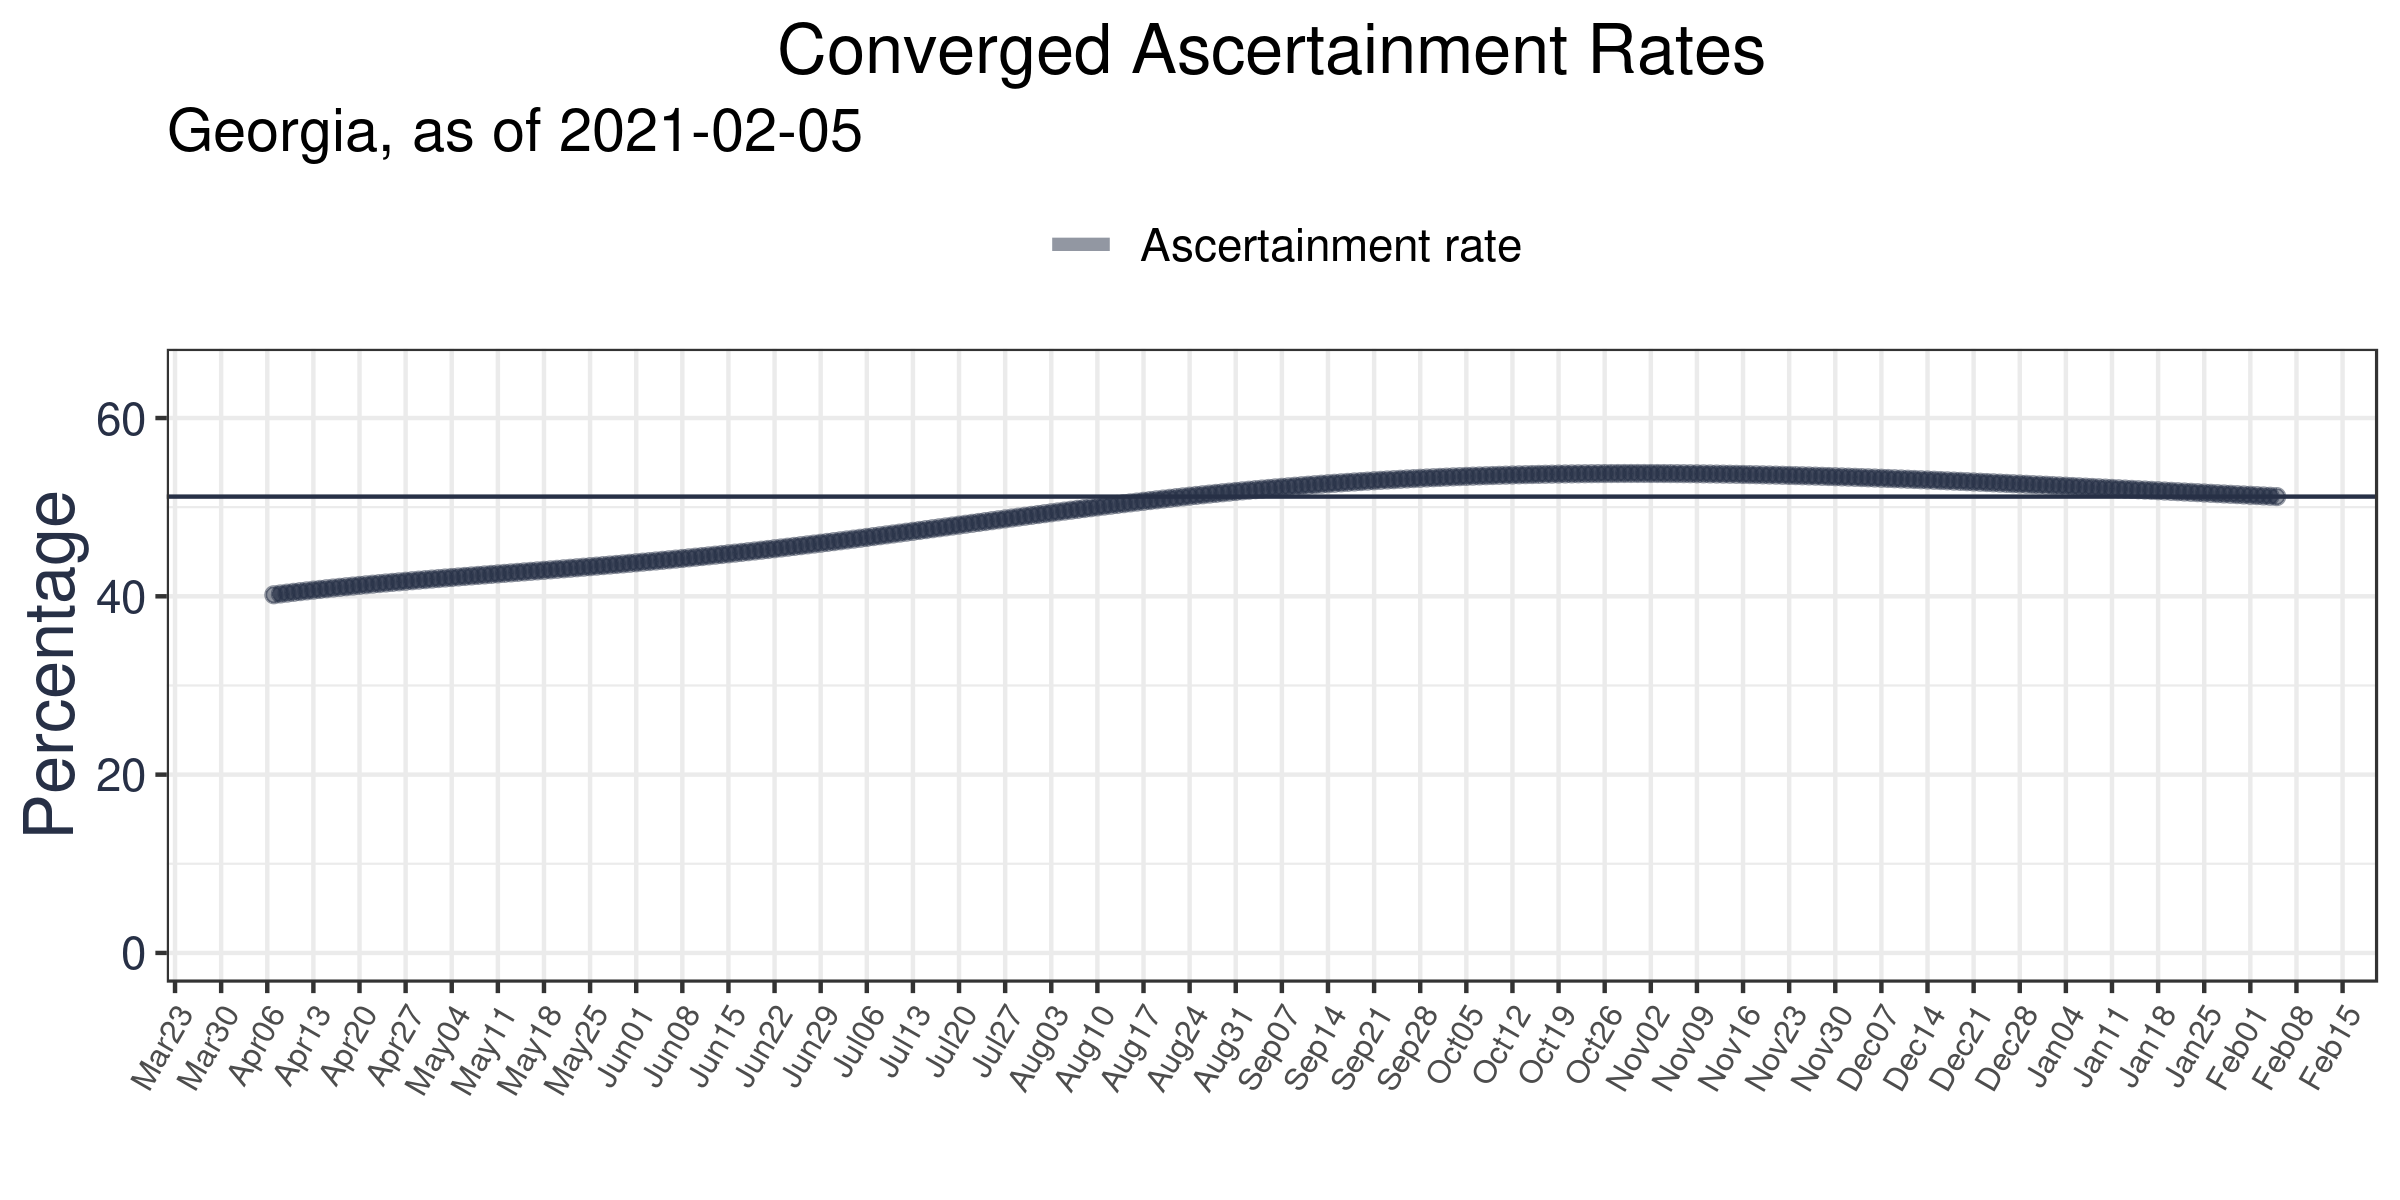 Converged Ascertainment Rates
Georgia, as of 2021-02-05
Ascertainment rate
Percentage
60
40
20
0
Mar23 Mar30 Apr06 Apr13 Apr20 Apr27 May04 May11 May18 May25 Jun01 Jun08 Jun15 Jun22 Jun29 Jul06 Jul13 Jul20 Jul27 Aug03 Aug10 Aug17 Aug24 Aug31 Sep07 Sep14 Sep21 Sep28 Oct05 Oct12 Oct19 Oct26 Nov02 Nov09 Nov16 Nov23 Nov30 Dec07 Dec14 Dec21 Dec28 Jan04 Jan11 Jan18 Jan25 Feb01 Feb08 Feb15